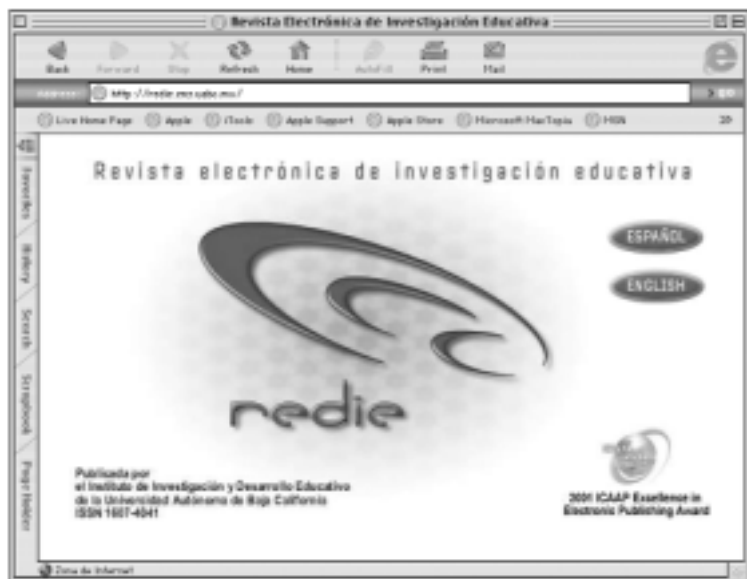 Revista Electrónica de Investigación Educativa
Back Forward Stop Refresh Home AutoFill Print Mail
Address: http://redie.ens.uabc.mx/
Live Home Page Apple iTools Apple Support Apple Store Microsoft MacTopia MSN
Favorites
History
Search
Scrapbook
Page Holder
Revista electrónica de investigación educativa
ESPAÑOL
ENGLISH
redie
Publicada por
el Instituto de Investigación y Desarrollo Educativo
de la Universidad Autónoma de Baja California
ISSN 1607-4041
2001 ICAAP Excellence in
Electronic Publishing Award
Zona de Internet